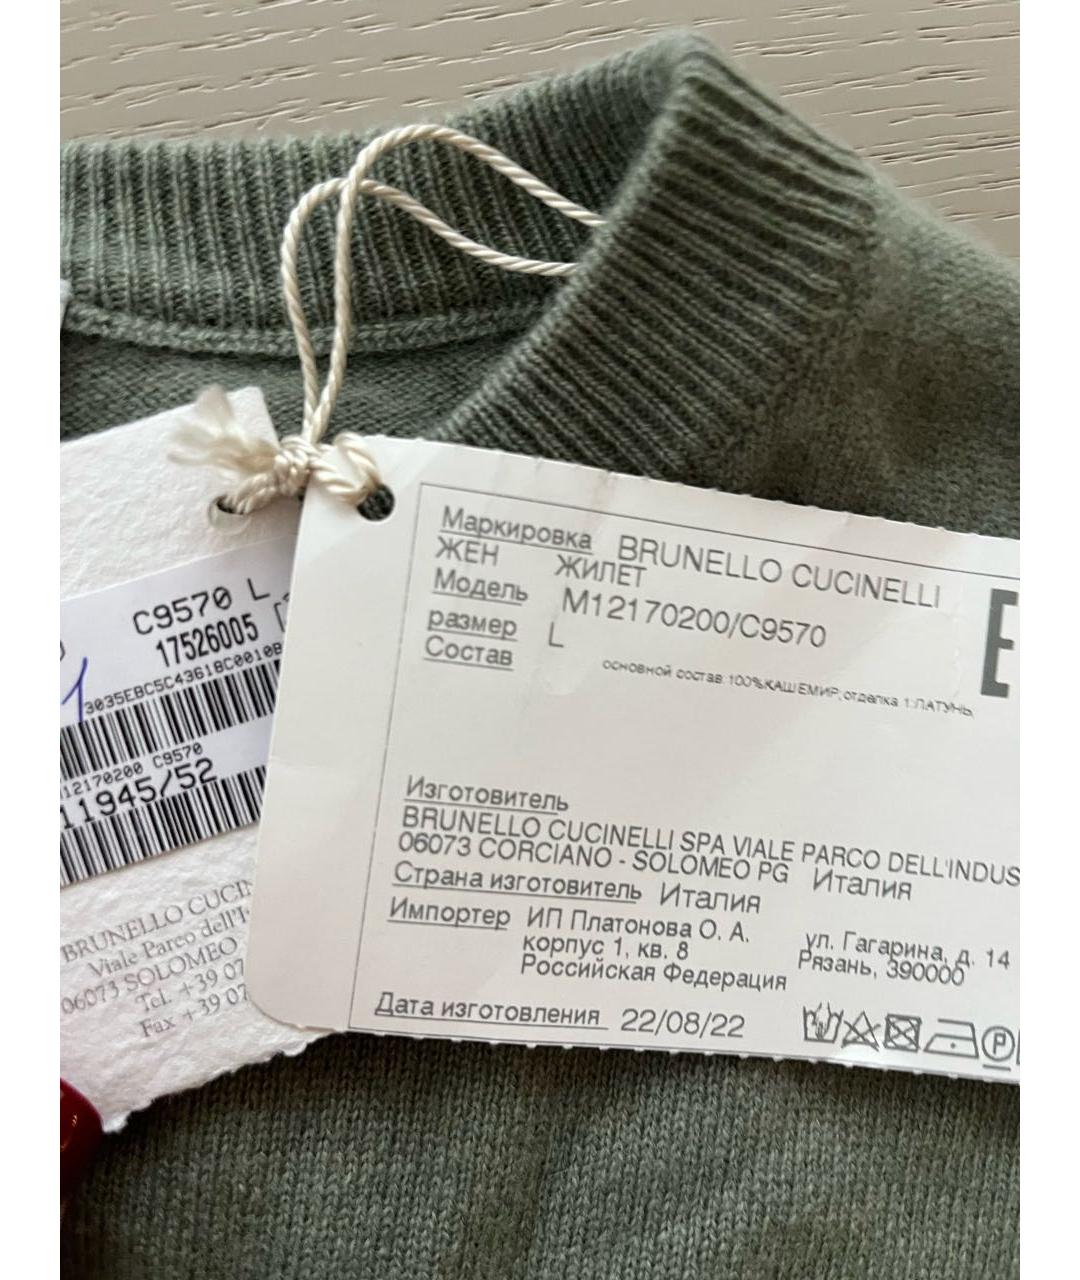 Маркировка BRUNELLO CUCINELLI
ЖЕН ЖИЛЕТ
Модель M12170200/C9570
размер L
Состав основной состав:100%КАШЕМИР;отделка 1:ЛАТУНЬ,
E
Изготовитель
BRUNELLO CUCINELLI SPA VIALE PARCO DELL'INDUS
06073 CORCIANO - SOLOMEO PG Италия
Страна изготовитель Италия
Импортер ИП Платонова О. А. ул. Гагарина, д. 14
корпус 1, кв. 8 Рязань, 390000
Российская Федерация
Дата изготовления 22/08/22
P
C9570 L
17526005
3035EBC5C43618C0010B
12170200 C9570
11945/52
BRUNELLO CUCIN
Viale Parco dell'I
06073 SOLOMEO
Tel. +39 07
Fax +39 07